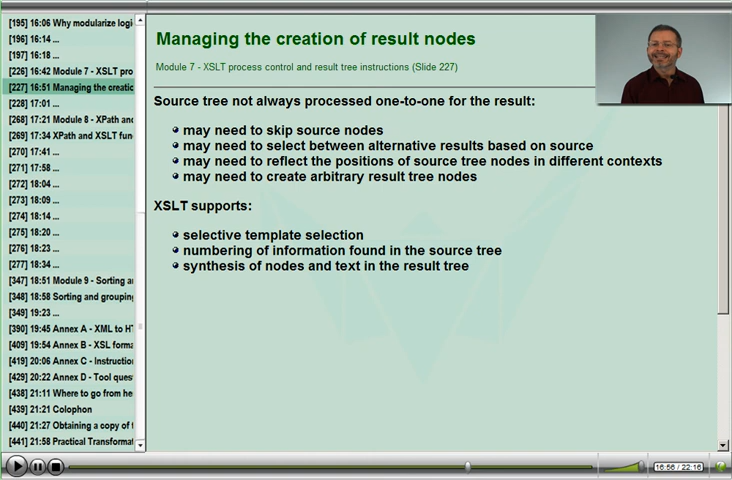 [195] 16:06 Why modularize logi
[196] 16:14 ...
[197] 16:18 ...
[226] 16:42 Module 7 - XSLT pro
[227] 16:51 Managing the creatic
[228] 17:01 ...
[268] 17:21 Module 8 - XPath and
[269] 17:34 XPath and XSLT fun
[270] 17:41 ...
[271] 17:58 ...
[272] 18:04 ...
[273] 18:09 ...
[274] 18:14 ...
[275] 18:20 ...
[276] 18:23 ...
[277] 18:34 ...
[347] 18:51 Module 9 - Sorting ar
[348] 18:58 Sorting and grouping
[349] 19:23 ...
[390] 19:45 Annex A - XML to HT
[409] 19:54 Annex B - XSL forma
[419] 20:06 Annex C - Instructio
[429] 20:22 Annex D - Tool ques
[438] 21:11 Where to go from he
[439] 21:21 Colophon
[440] 21:27 Obtaining a copy of t
[441] 21:58 Practical Transformat
Managing the creation of result nodes
Module 7 - XSLT process control and result tree instructions (Slide 227)
Source tree not always processed one-to-one for the result:
may need to skip source nodes
may need to select between alternative results based on source
may need to reflect the positions of source tree nodes in different contexts
may need to create arbitrary result tree nodes
XSLT supports:
selective template selection
numbering of information found in the source tree
synthesis of nodes and text in the result tree
16:56 / 22:16